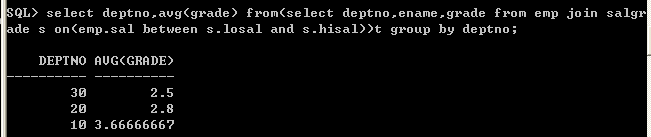 SQL> select deptno,avg(grade) from(select deptno,ename,grade from emp join salgr
ade s on(emp.sal between s.losal and s.hisal))t group by deptno;
DEPTNO AVG(GRADE)
---------- ----------
30 2.5
20 2.8
10 3.66666667